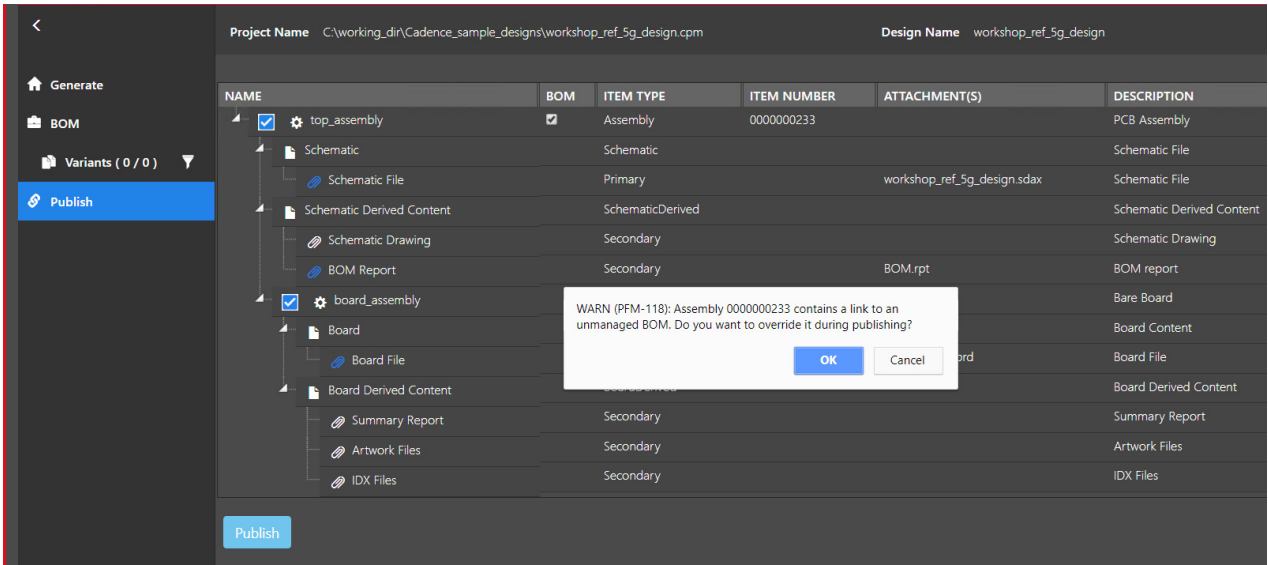 Project Name C:\working_dir\Cadence_sample_designs\workshop_ref_5g_design.cpm Design Name workshop_ref_5g_design
Generate
BOM
Variants ( 0 / 0 )
Publish
NAME BOM ITEM TYPE ITEM NUMBER ATTACHMENT(S) DESCRIPTION
top_assembly Assembly 0000000233 PCB Assembly
Schematic Schematic Schematic File
Schematic File Primary workshop_ref_5g_design.sdax Schematic File
Schematic Derived Content SchematicDerived Schematic Derived Content
Schematic Drawing Secondary Schematic Drawing
BOM Report Secondary BOM.rpt BOM report
board_assembly Bare Board
Board Board Content
Board File Board File
Board Derived Content Board Derived Content
Summary Report Secondary Summary Report
Artwork Files Secondary Artwork Files
IDX Files Secondary IDX Files
WARN (PFM-118): Assembly 0000000233 contains a link to an
unmanaged BOM. Do you want to override it during publishing?
OK Cancel
Publish